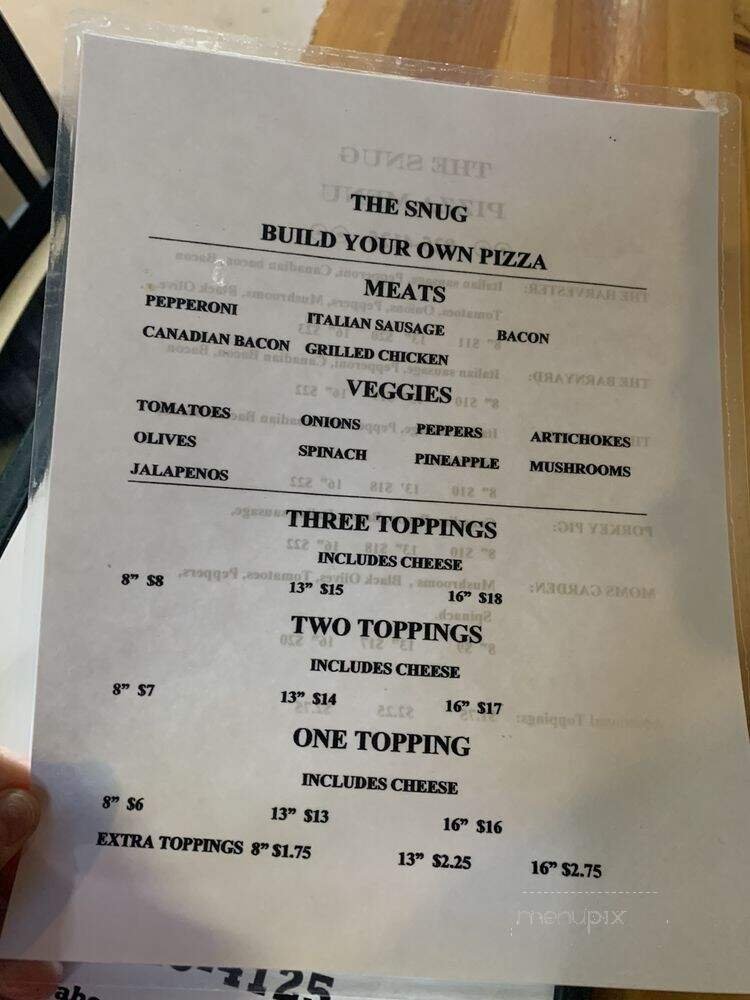 THE SNUG
BUILD YOUR OWN PIZZA
MEATS
PEPPERONI ITALIAN SAUSAGE BACON
CANADIAN BACON GRILLED CHICKEN
VEGGIES
TOMATOES ONIONS PEPPERS ARTICHOKES
OLIVES SPINACH PINEAPPLE MUSHROOMS
JALAPENOS
THREE TOPPINGS
INCLUDES CHEESE
8” $8 13” $15 16” $18
TWO TOPPINGS
INCLUDES CHEESE
8” $7 13” $14 16” $17
ONE TOPPING
INCLUDES CHEESE
8” $6 13” $13 16” $16
EXTRA TOPPINGS 8” $1.75 13” $2.25 16” $2.75
menupix
4125